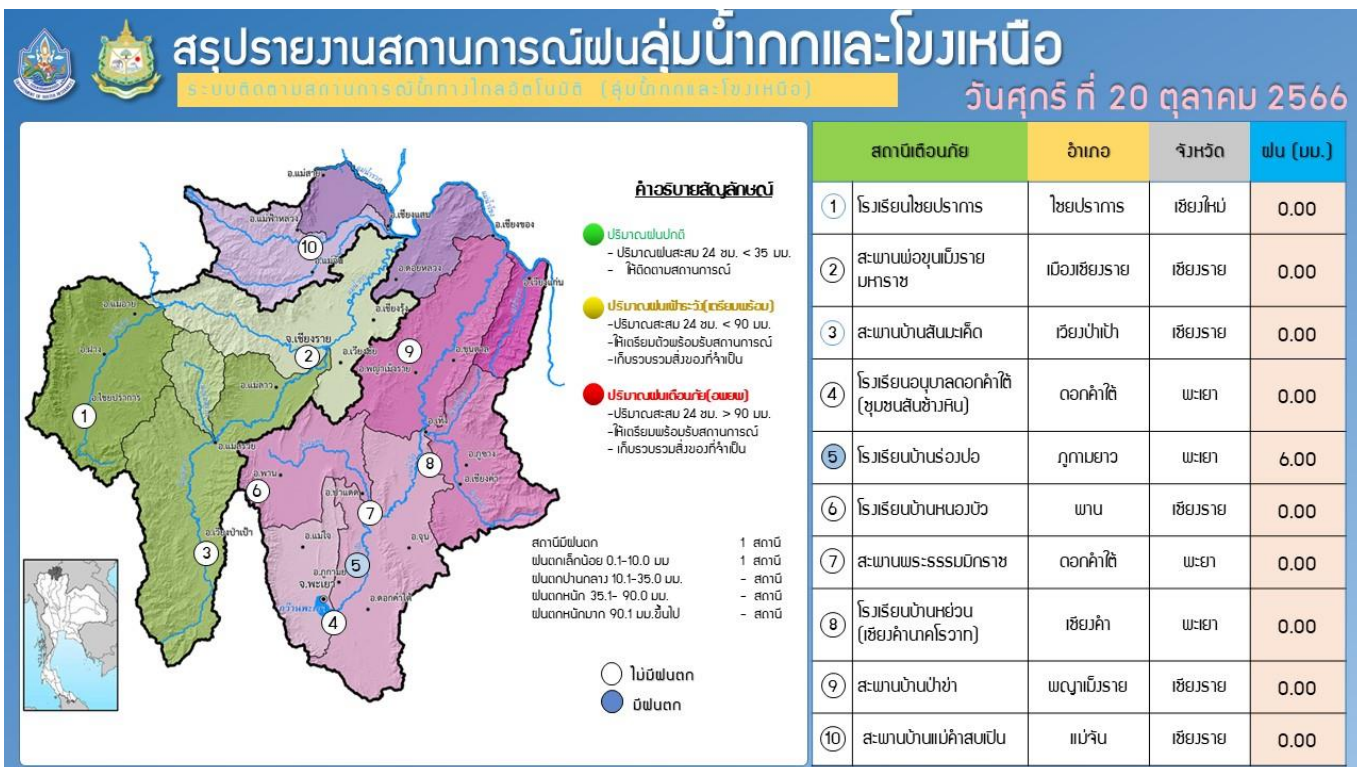 สรุปรายงานสถานการณ์ฝนลุ่มน้ำกกและโขงเหนือ
ระบบติดตามสถานการณ์น้ำทางไกลอัตโนมัติ (ลุ่มน้ำกกและโขงเหนือ)
วันศุกร์ ที่ 20 ตุลาคม 2566
คำอธิบายสัญลักษณ์
ปริมาณฝนปกติ
- ปริมาณฝนสะสม 24 ชม. < 35 มม.
- ให้ติดตามสถานการณ์
ปริมาณฝนเฝ้าระวัง(เตรียมพร้อม)
-ปริมาณสะสม 24 ชม. < 90 มม.
-ให้เตรียมตัวพร้อมรับสถานการณ์
-เก็บรวบรวมสิ่งของที่จำเป็น
ปริมาณฝนเตือนภัย(อพยพ)
-ปริมาณสะสม 24 ชม. > 90 มม.
-ให้เตรียมพร้อมรับสถานการณ์
- เก็บรวบรวมสิ่งของที่จำเป็น
สถานีมีฝนตก 1 สถานี
ฝนตกเล็กน้อย 0.1-10.0 มม 1 สถานี
ฝนตกปานกลาง 10.1-35.0 มม. - สถานี
ฝนตกหนัก 35.1- 90.0 มม. - สถานี
ฝนตกหนักมาก 90.1 มม.ขึ้นไป - สถานี
ไม่มีฝนตก
มีฝนตก
อ.แม่สาย
อ.แม่ฟ้าหลวง
อ.เชียงแสน
อ.เชียงของ
10
อ.แม่จัน
อ.ดอยหลวง
อ.เวียงแก่น
อ.แม่อาย
อ.เชียงรุ้ง
จ.เชียงราย
อ.ฝาง
2
อ.เวียงชัย
9
อ.ขุนตาล
อ.พญาเม็งราย
อ.แม่ลาว
อ.ไชยปราการ
1
อ.เทิง
อ.แม่สรวย
อ.ภูซาง
8
อ.พาน
อ.เชียงคำ
6
อ.ป่าแดด
7
อ.เวียงป่าเป้า
อ.แม่ใจ
อ.จุน
3
5
อ.ภูกามย
จ.พะเยา
อ.ดอกคำใต้
4
สถานีเตือนภัย อำเภอ จังหวัด ฝน (มม.)
1 โรงเรียนไชยปราการ ไชยปราการ เชียงใหม่ 0.00
2 สะพานพ่อขุนเม็งราย
มหาราช เมืองเชียงราย เชียงราย 0.00
3 สะพานบ้านสันมะเค็ด เวียงป่าเป้า เชียงราย 0.00
4 โรงเรียนอนุบาลดอกคำใต้
(ชุมชนสันช้างหิน) ดอกคำใต้ พะเยา 0.00
5 โรงเรียนบ้านร่องปอ ภูกามยาว พะเยา 6.00
6 โรงเรียนบ้านหนองบัว พาน เชียงราย 0.00
7 สะพานพระธรรมมิกราช ดอกคำใต้ พะยา 0.00
8 โรงเรียนบ้านหย่วน
(เชียงคำนาคโรวาท) เชียงคำ พะเยา 0.00
9 สะพานบ้านป่าข่า พญาเม็งราย เชียงราย 0.00
10 สะพานบ้านแม่คำสบเปิน แม่จัน เชียงราย 0.00